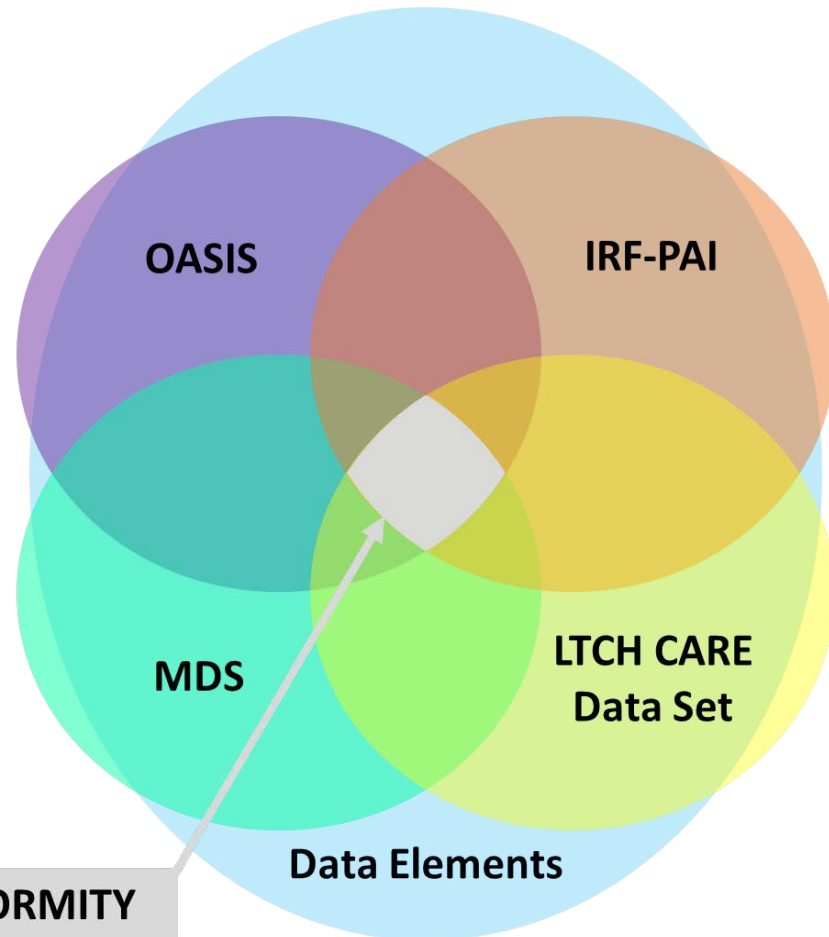 OASIS
IRF-PAI
MDS
LTCH CARE
Data Set
Data Elements
ORMITY